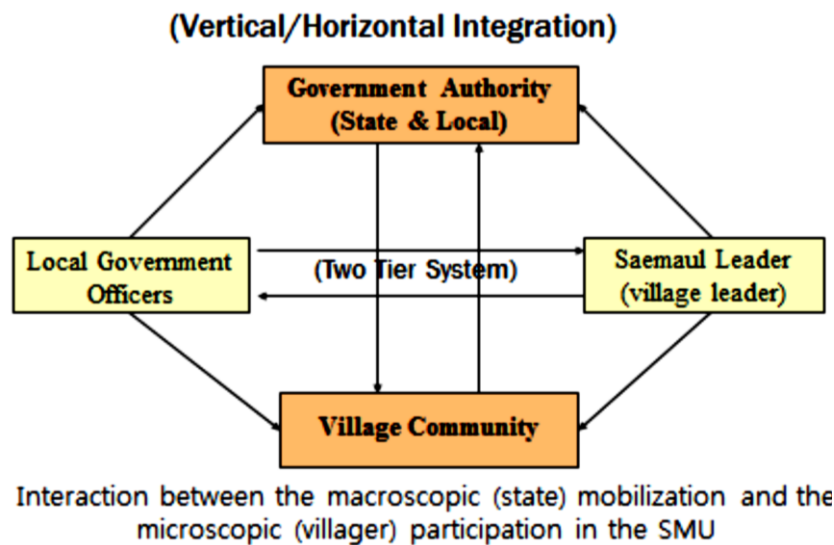 (Vertical/Horizontal Integration)
Government Authority
(State & Local)
Local Government
Officers
(Two Tier System)
Saemaul Leader
(village leader)
Village Community
Interaction between the macroscopic (state) mobilization and the
microscopic (villager) participation in the SMU